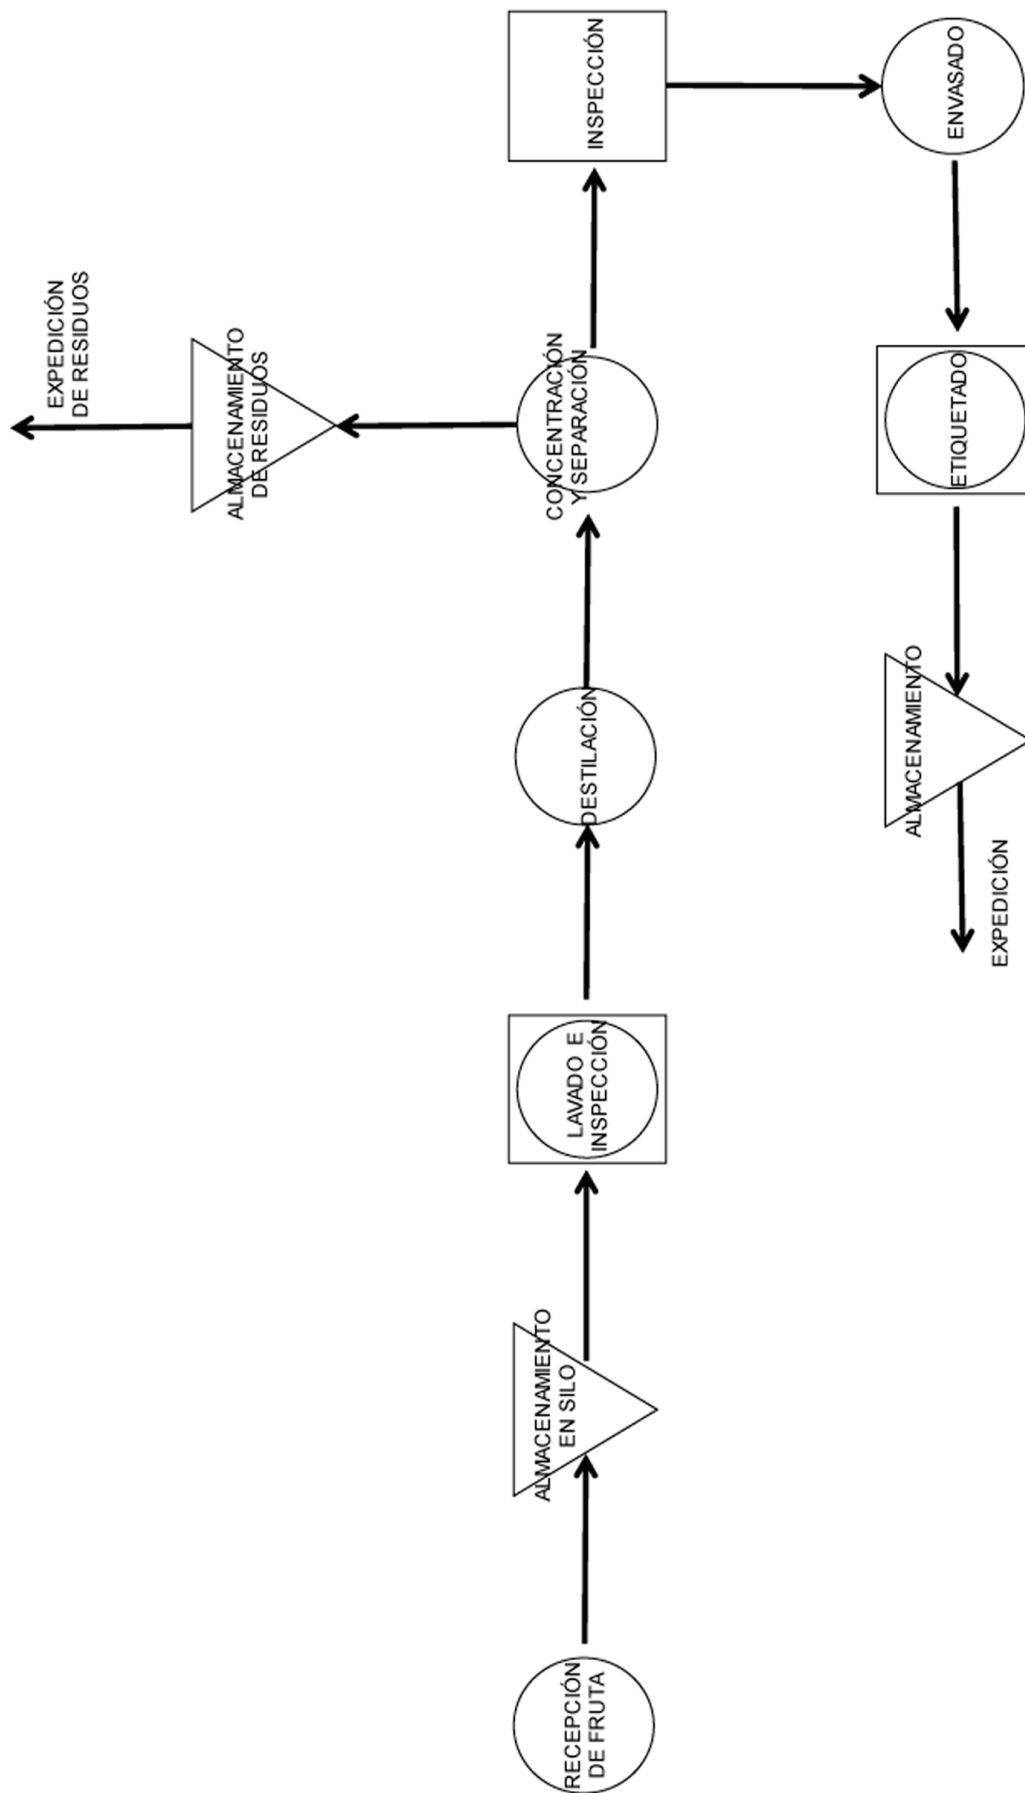 RECEPCIÓN
DE FRUTA
ALMACENAMIENTO
EN SILO
LAVADO E
INSPECCIÓN
DESTILACIÓN
CONCENTRACIÓN
Y SEPARACIÓN
ALMACENAMIENTO
DE RESIDUOS
EXPEDICIÓN
DE RESIDUOS
INSPECCIÓN
ENVASADO
ETIQUETADO
ALMACENAMIENTO
EXPEDICIÓN